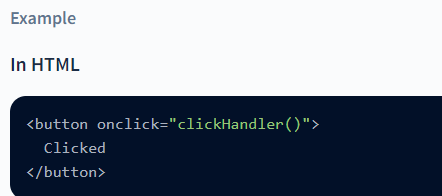 Example
In HTML
<button onclick="clickHandler()">
  Clicked
</button>